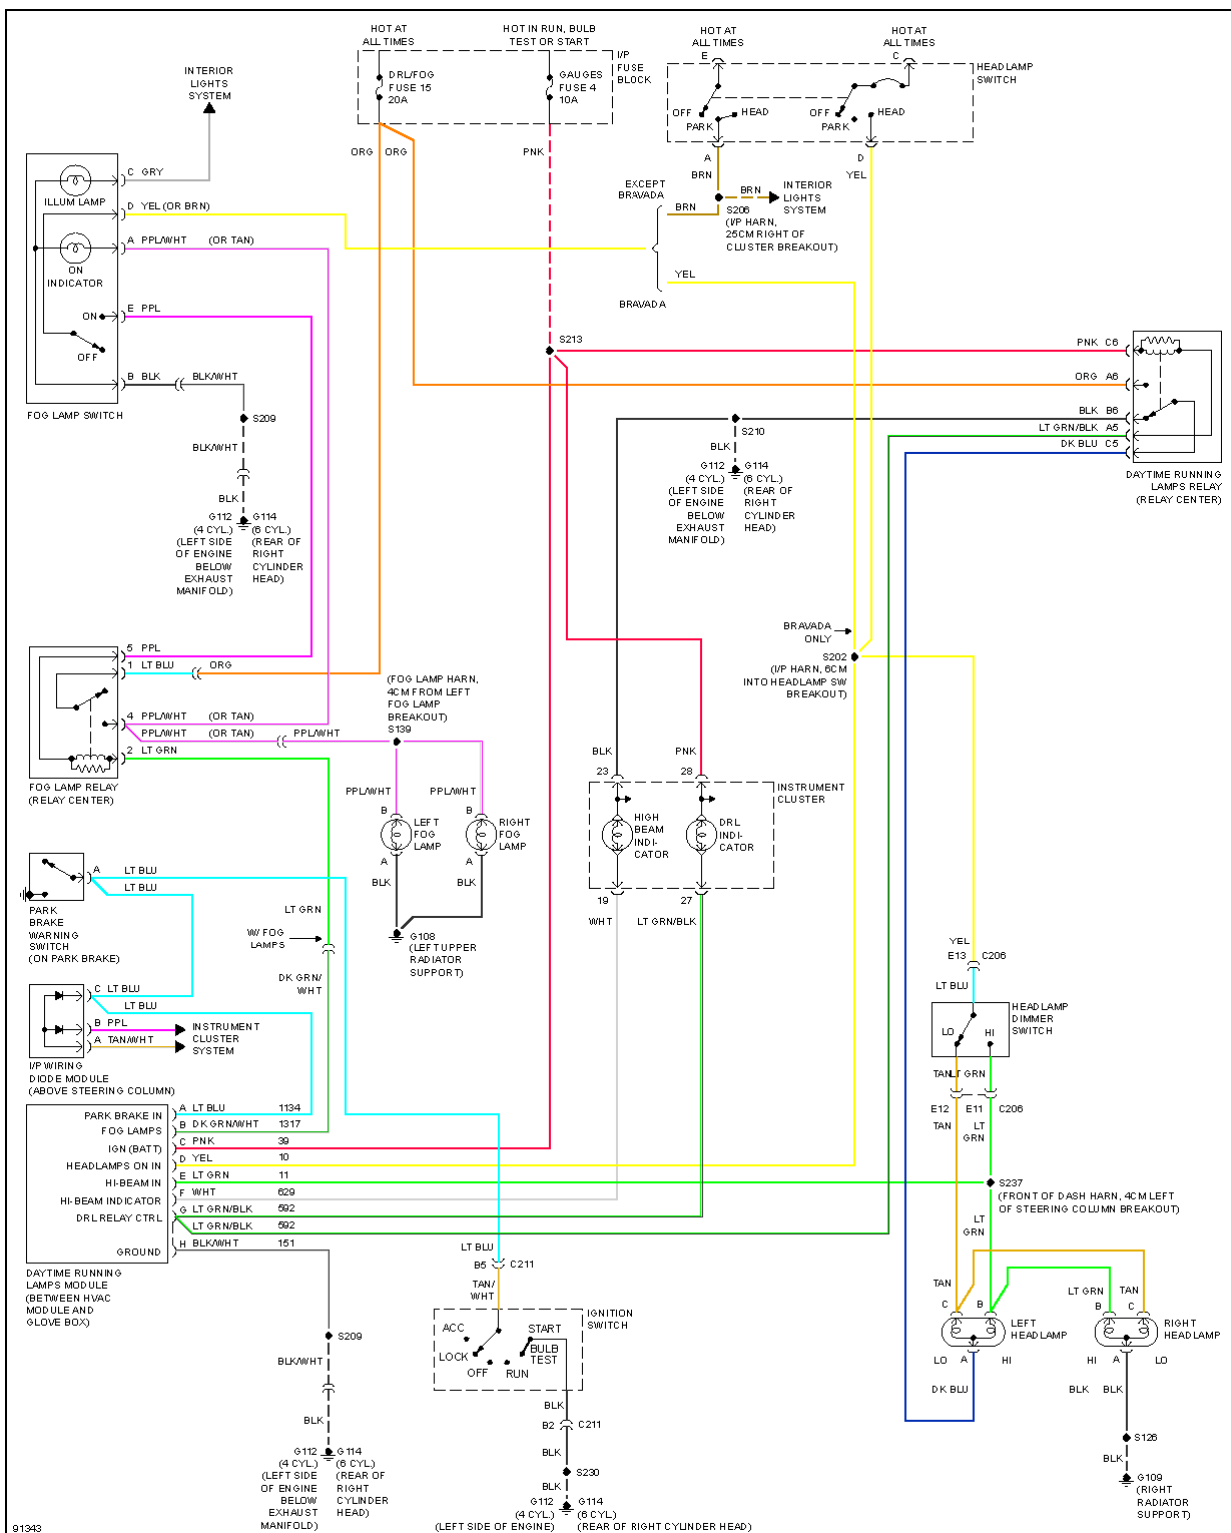 HOT AT
ALL TIMES
HOT IN RUN, BULB
TEST OR START
I/P
FUSE
BLOCK
DRL/FOG
FUSE 15
20A
GAUGES
FUSE 4
10A
HOT AT
ALL TIMES
HOT AT
ALL TIMES
E
C
HEADLAMP
SWITCH
OFF
PARK
HEAD
OFF
PARK
HEAD
INTERIOR
LIGHTS
SYSTEM
ORG
ORG
PNK
A
BRN
D
YEL
EXCEPT
BRAVADA
BRN
BRN
INTERIOR
LIGHTS
SYSTEM
S206
(I/P HARN,
25CM RIGHT OF
CLUSTER BREAKOUT)
YEL
BRAVADA
C GRY
ILLUM LAMP
D YEL (OR BRN)
A PPL/WHT (OR TAN)
ON
INDICATOR
E PPL
ON
OFF
B BLK
BLK/WHT
FOG LAMP SWITCH
S209
BLK/WHT
BLK
G112
(4 CYL.)
(LEFT SIDE
OF ENGINE
BELOW
EXHAUST
MANIFOLD)
G114
(6 CYL.)
(REAR OF
RIGHT
CYLINDER
HEAD)
S213
PNK C6
ORG A6
BLK B6
LT GRN/BLK A5
DK BLU C5
DAYTIME RUNNING
LAMPS RELAY
(RELAY CENTER)
S210
BLK
G112
(4 CYL.)
(LEFT SIDE
OF ENGINE
BELOW
EXHAUST
MANIFOLD)
G114
(6 CYL.)
(REAR OF
RIGHT
CYLINDER
HEAD)
BRAVADA
ONLY
S202
(I/P HARN, 6CM
INTO HEADLAMP SW
BREAKOUT)
5 PPL
1 LT BLU
ORG
4 PPL/WHT (OR TAN)
PPL/WHT (OR TAN)
PPL/WHT
2 LT GRN
FOG LAMP RELAY
(RELAY CENTER)
(FOG LAMP HARN,
4CM FROM LEFT
FOG LAMP
BREAKOUT)
S139
PPL/WHT
PPL/WHT
B
B
LEFT
FOG
LAMP
RIGHT
FOG
LAMP
A
A
BLK
BLK
G108
(LEFT UPPER
RADIATOR
SUPPORT)
BLK
PNK
23
28
INSTRUMENT
CLUSTER
HIGH
BEAM
INDI-
CATOR
DRL
INDI-
CATOR
19
27
WHT
LT GRN/BLK
A
LT BLU
LT BLU
PARK
BRAKE
WARNING
SWITCH
(ON PARK BRAKE)
LT GRN
W/ FOG
LAMPS
DK GRN/
WHT
C LT BLU
LT BLU
B PPL
A TAN/WHT
INSTRUMENT
CLUSTER
SYSTEM
I/P WIRING
DIODE MODULE
(ABOVE STEERING COLUMN)
YEL
E13
C206
LT BLU
HEADLAMP
DIMMER
SWITCH
LO
HI
TAN
LT GRN
E12
E11
C206
TAN
LT
GRN
PARK BRAKE IN A LT BLU 1134
FOG LAMPS B DK GRN/WHT 1317
IGN (BATT) C PNK 39
HEADLAMPS ON IN D YEL 10
HI-BEAM IN E LT GRN 11
HI-BEAM INDICATOR F WHT 629
DRL RELAY CTRL G LT GRN/BLK 592
LT GRN/BLK 592
GROUND H BLK/WHT 151
DAYTIME RUNNING
LAMPS MODULE
(BETWEEN HVAC
MODULE AND
GLOVE BOX)
S237
(FRONT OF DASH HARN, 4CM LEFT
OF STEERING COLUMN BREAKOUT)
LT
GRN
LT BLU
B5
C211
TAN/
WHT
IGNITION
SWITCH
ACC
LOCK
OFF
RUN
START
BULB
TEST
BLK
B2
C211
BLK
S230
BLK
G112
(4 CYL.)
(LEFT SIDE OF ENGINE)
G114
(6 CYL.)
(REAR OF RIGHT CYLINDER HEAD)
S209
BLK/WHT
BLK
G112
(4 CYL.)
(LEFT SIDE
OF ENGINE
BELOW
EXHAUST
MANIFOLD)
G114
(6 CYL.)
(REAR OF
RIGHT
CYLINDER
HEAD)
TAN
C
B
LT GRN
B
TAN
C
LEFT
HEADLAMP
RIGHT
HEADLAMP
LO
A
HI
HI
A
LO
DK BLU
BLK
BLK
S126
BLK
G109
(RIGHT
RADIATOR
SUPPORT)
91343